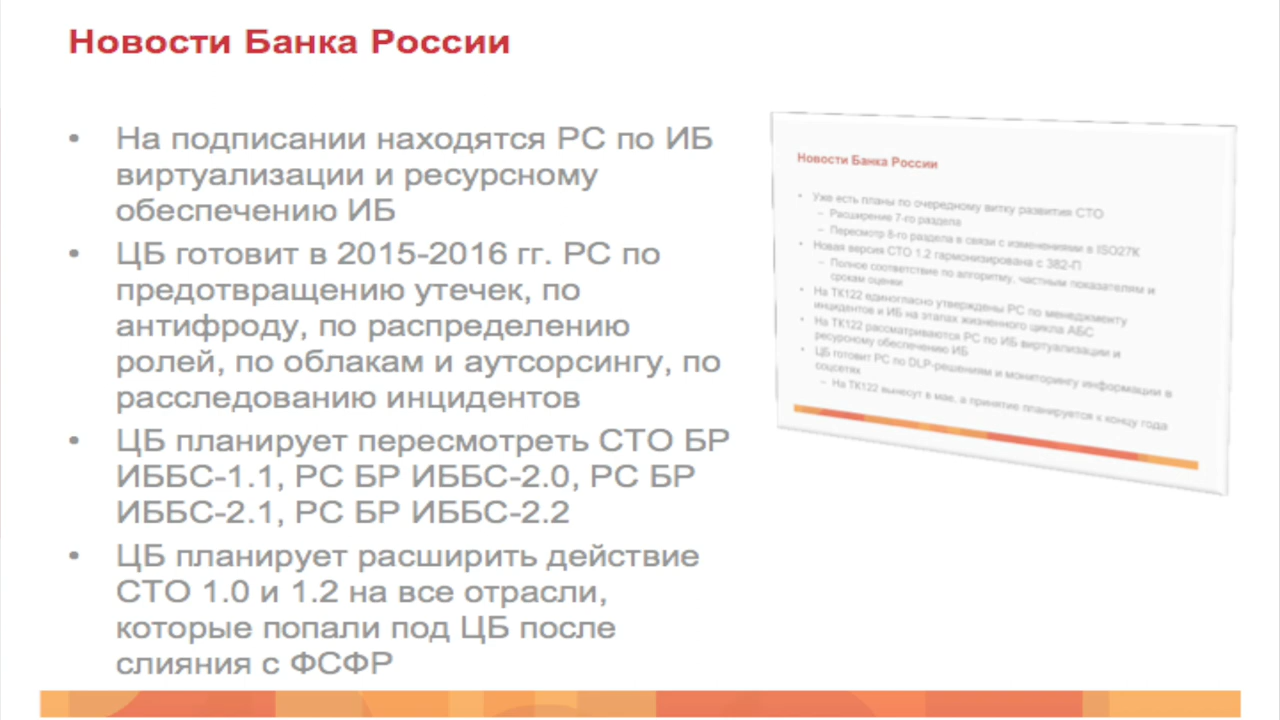 Новости Банка России
• На подписании находятся РС по ИБ
виртуализации и ресурсному
обеспечению ИБ
• ЦБ готовит в 2015-2016 гг. РС по
предотвращению утечек, по
антифроду, по распределению
ролей, по облакам и аутсорсингу, по
расследованию инцидентов
• ЦБ планирует пересмотреть СТО БР
ИББС-1.1, РС БР ИББС-2.0, РС БР
ИББС-2.1, РС БР ИББС-2.2
• ЦБ планирует расширить действие
СТО 1.0 и 1.2 на все отрасли,
которые попали под ЦБ после
слияния с ФСФР
Новости Банка России
• Уже есть планы по очередному витку развития СТО
– Расширение 7-го раздела
– Пересмотр 8-го раздела в связи с изменениями в ISO27K
• Новая версия СТО 1.2 гармонизирована с 382-П
– Полное соответствие по алгоритму, частным показателям и
срокам оценки
• На ТК122 единогласно утверждены РС по менеджменту
инцидентов и ИБ на этапах жизненного цикла АБС
• На ТК122 рассматриваются РС по ИБ виртуализации и
ресурсному обеспечению ИБ
• ЦБ готовит РС по DLP-решениям и мониторингу информации в
соцсетях
– На ТК122 вынесут в мае, а принятие планируется к концу года